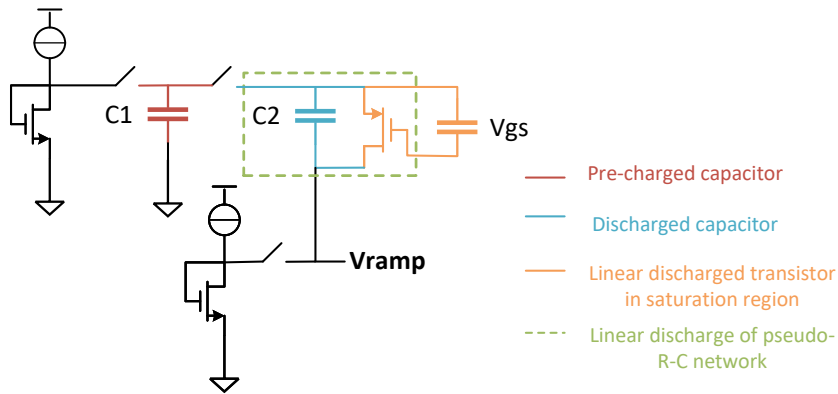 C1
C2
Vgs
Vramp
Pre-charged capacitor
Discharged capacitor
Linear discharged transistor
in saturation region
Linear discharge of pseudo-
R-C network